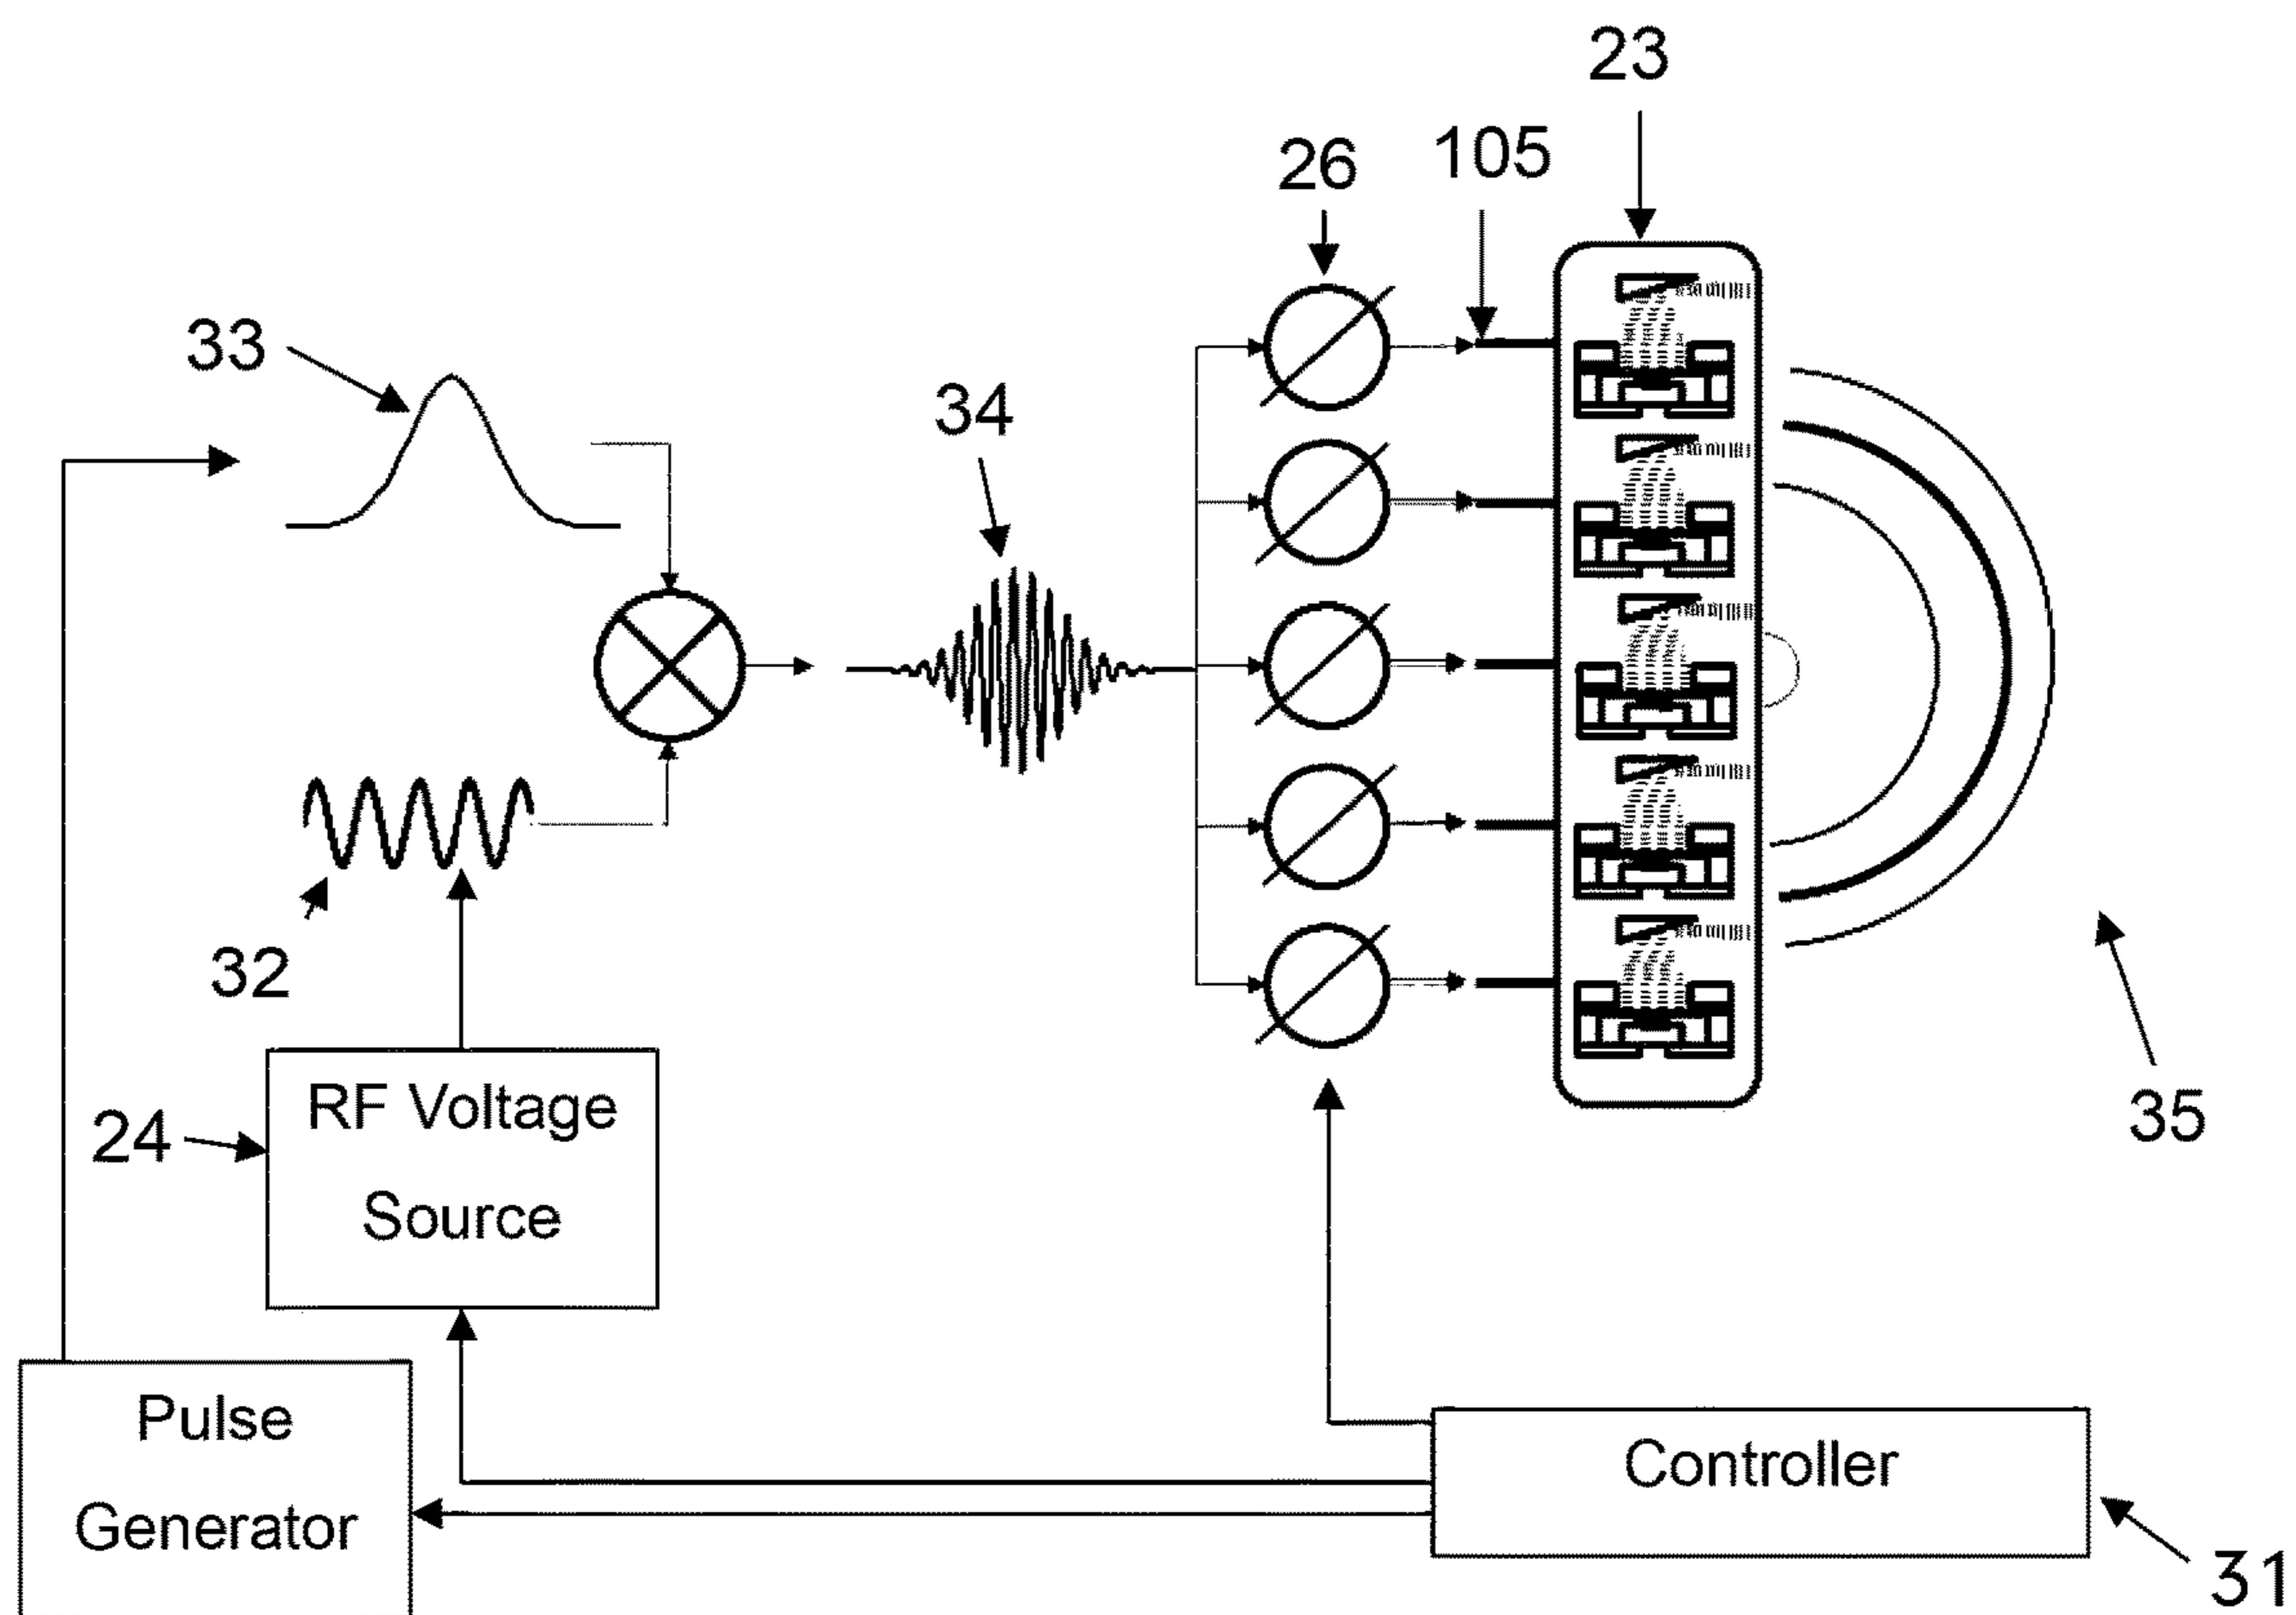 23
26
105
33
34
32
RF Voltage
Source
24
35
Pulse
Generator
Controller
31